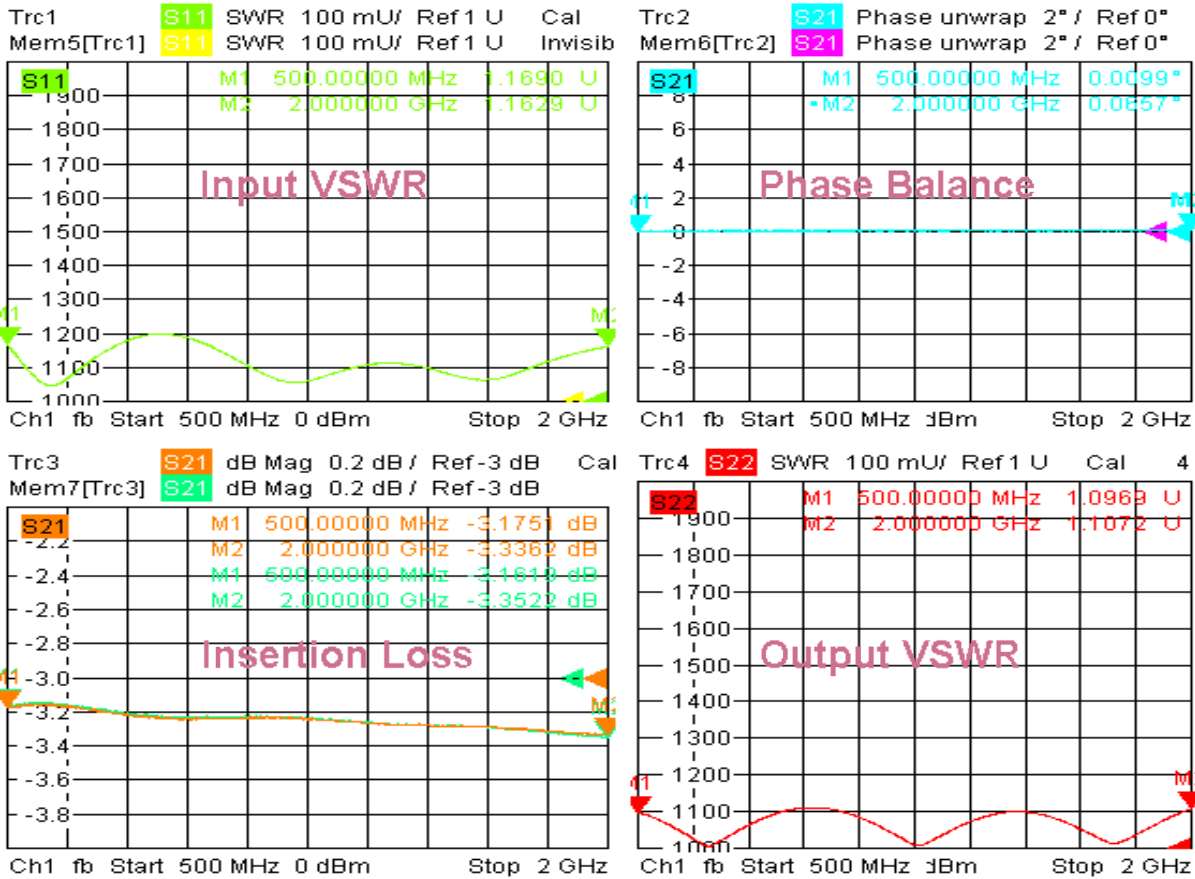 Trc1 S11 SWR 100 mU/ Ref 1 U Cal
Mem5[Trc1] S11 SWR 100 mU/ Ref 1 U Invisib
S11
M1 500.00000 MHz 1.1690 U
M2 2.000000 GHz 1.1629 U
1900
1800
1700
Input VSWR
1600
1500
1400
1300
M1
1200
1100
1000
Ch1 fb Start 500 MHz 0 dBm Stop 2 GHz
Trc2 S21 Phase unwrap 2°/ Ref 0°
Mem6[Trc2] S21 Phase unwrap 2°/ Ref 0°
S21
M1 500.00000 MHz 0.0099°
•M2 2.000000 GHz 0.0657°
8
6
4
Phase Balance
2
0
-2
-4
-6
-8
Ch1 fb Start 500 MHz dBm Stop 2 GHz
Trc3 S21 dB Mag 0.2 dB / Ref -3 dB Cal
Mem7[Trc3] S21 dB Mag 0.2 dB / Ref -3 dB
S21
M1 500.00000 MHz -3.1751 dB
M2 2.000000 GHz -3.3362 dB
M1 500.00000 MHz -3.1619 dB
M2 2.000000 GHz -3.3522 dB
-2.2
-2.4
-2.6
-2.8
Insertion Loss
-3.0
-3.2
-3.4
-3.6
-3.8
Ch1 fb Start 500 MHz 0 dBm Stop 2 GHz
Trc4 S22 SWR 100 mU/ Ref 1 U Cal 4
S22
M1 500.00000 MHz 1.0969 U
M2 2.000000 GHz 1.1072 U
1900
1800
1700
1600
Output VSWR
1500
1400
1300
1200
1100
1000
Ch1 fb Start 500 MHz dBm Stop 2 GHz